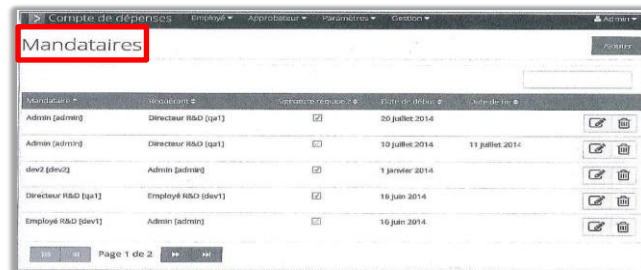 > Compte de dépenses Employé Approbateur Paramètres Gestion Admin
Mandataires
Ajouter
Mandataire Requérant Signature requise ? Date de début Date de fin
Admin [admin] Directeur R&D [qa1] 20 juillet 2014
Admin [admin] Directeur R&D [qa1] 10 juillet 2014 11 juillet 2014
dev2 [dev2] Admin [admin] 1 janvier 2014
Directeur R&D [qa1] Employé R&D [dev1] 16 juin 2014
Employé R&D [dev1] Admin [admin] 16 juin 2014
Page 1 de 2